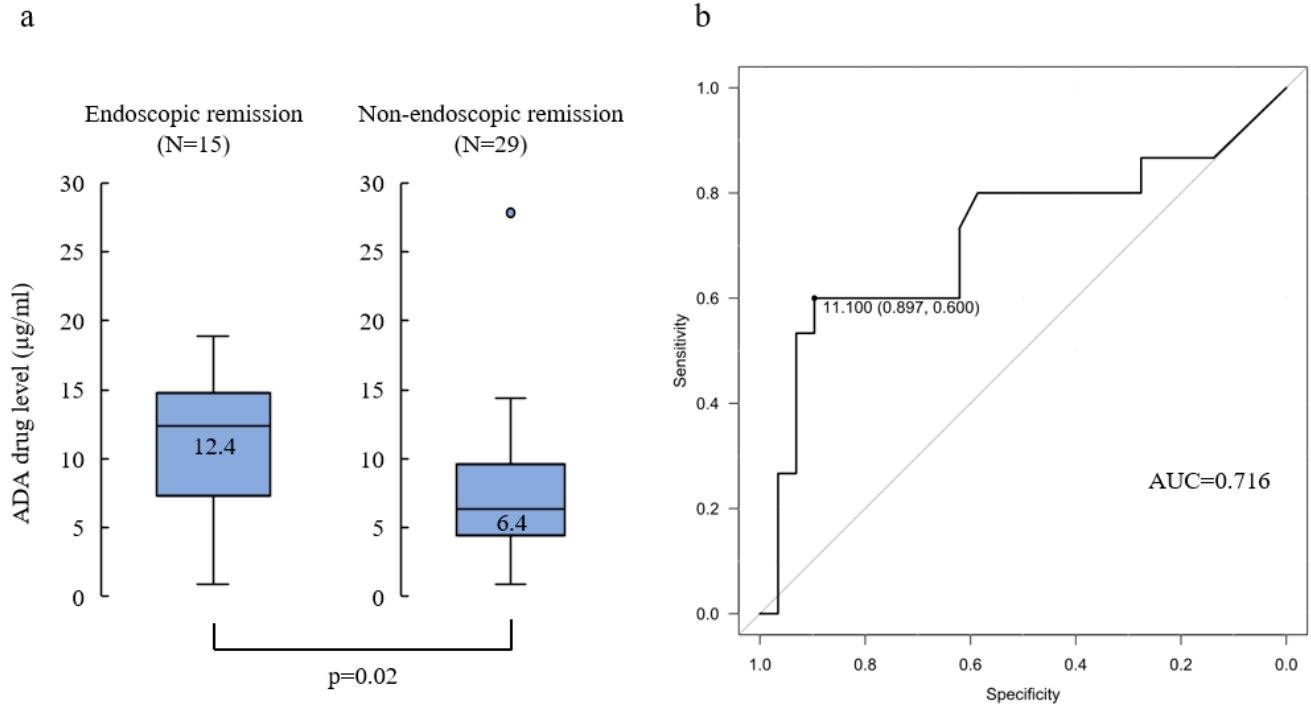 a
Endoscopic remission
(N=15)
Non-endoscopic remission
(N=29)
ADA drug level (μg/ml)
30
25
20
15
10
5
0
12.4
30
25
20
15
10
5
0
6.4
p=0.02
b
Sensitivity
1.0
0.8
0.6
0.4
0.2
0.0
11.100 (0.897, 0.600)
AUC=0.716
1.0
0.8
0.6
0.4
0.2
0.0
Specificity